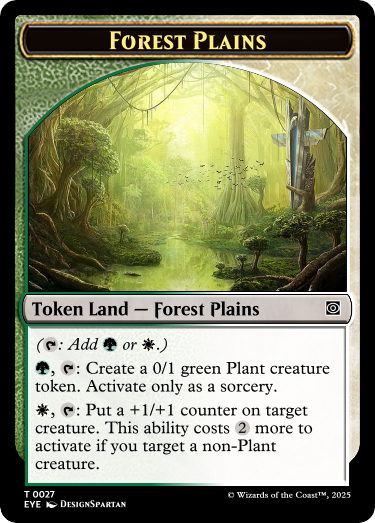 Forest Plains
Token Land — Forest Plains
(: Add or .)
, : Create a 0/1 green Plant creature
token. Activate only as a sorcery.
, : Put a +1/+1 counter on target
creature. This ability costs 2 more to
activate if you target a non-Plant
creature.
T 0027
EYE DesignSpartan
© Wizards of the Coast™, 2025